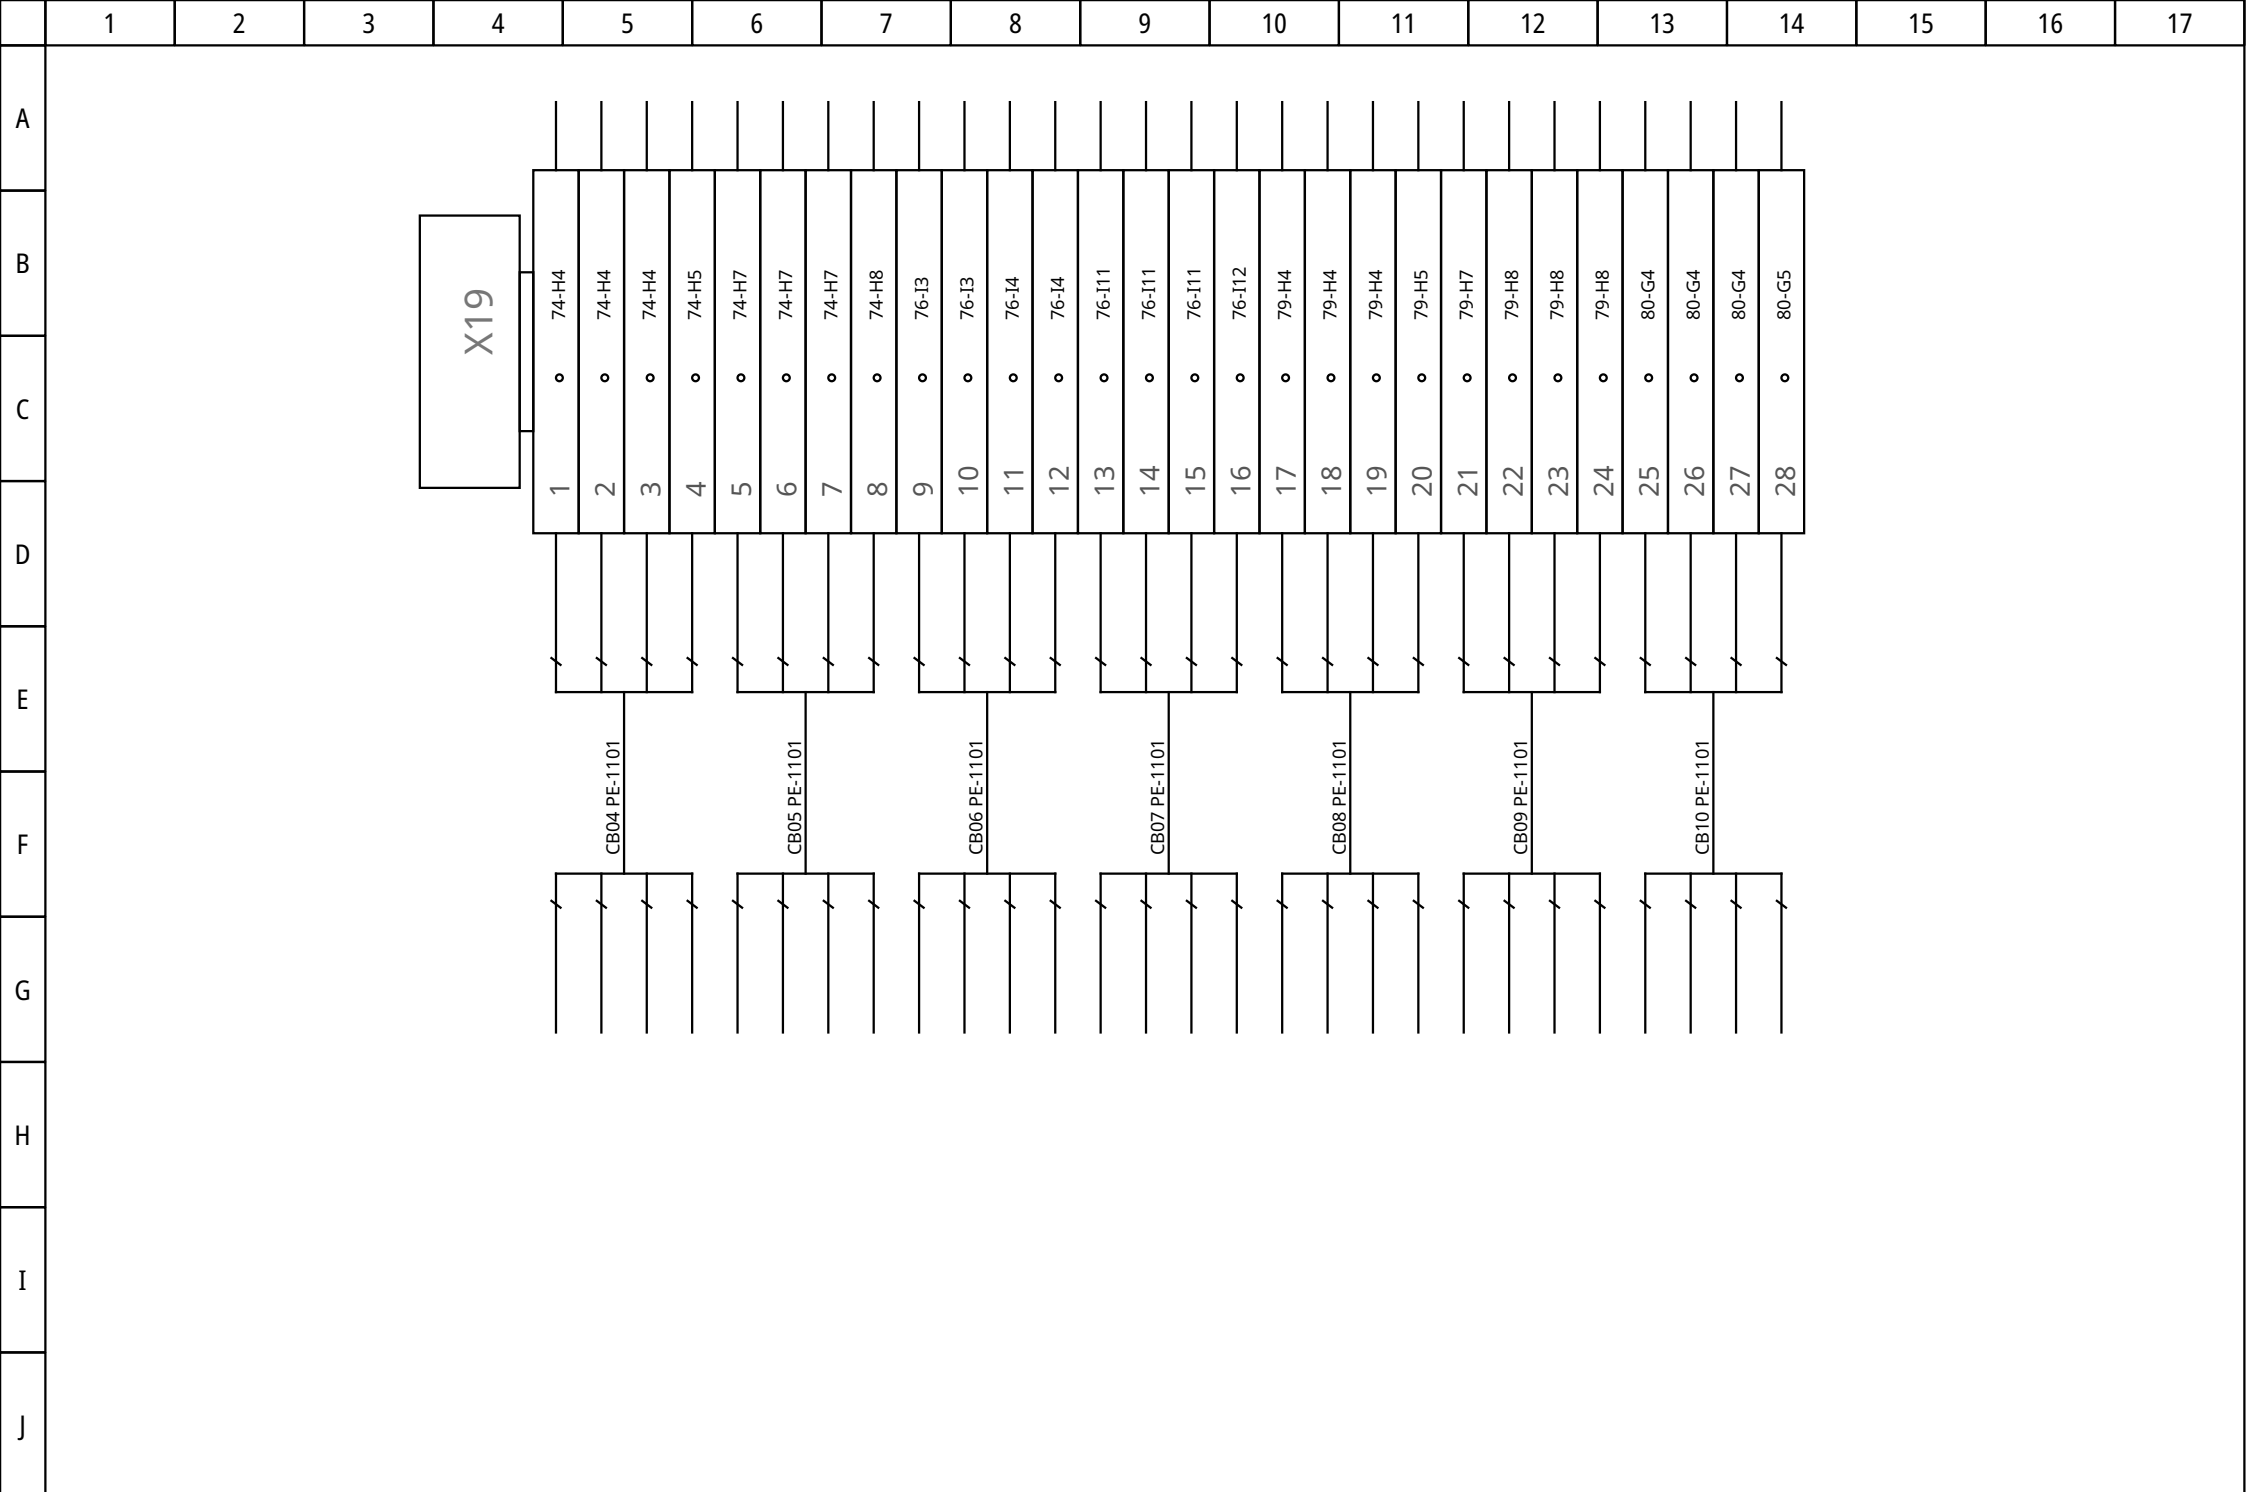 1 2 3 4 5 6 7 8 9 10 11 12 13 14 15 16 17
A
B
C
D
E
F
G
H
I
J
X19
74-H4 74-H4 74-H4 74-H5 74-H7 74-H7 74-H7 74-H8 76-I3 76-I3 76-I4 76-I4 76-I11 76-I11 76-I11 76-I12 79-H4 79-H4 79-H4 79-H5 79-H7 79-H8 79-H8 79-H8 80-G4 80-G4 80-G4 80-G5
1 2 3 4 5 6 7 8 9 10 11 12 13 14 15 16 17 18 19 20 21 22 23 24 25 26 27 28
CB04 PE-1101
CB05 PE-1101
CB06 PE-1101
CB07 PE-1101
CB08 PE-1101
CB09 PE-1101
CB10 PE-1101